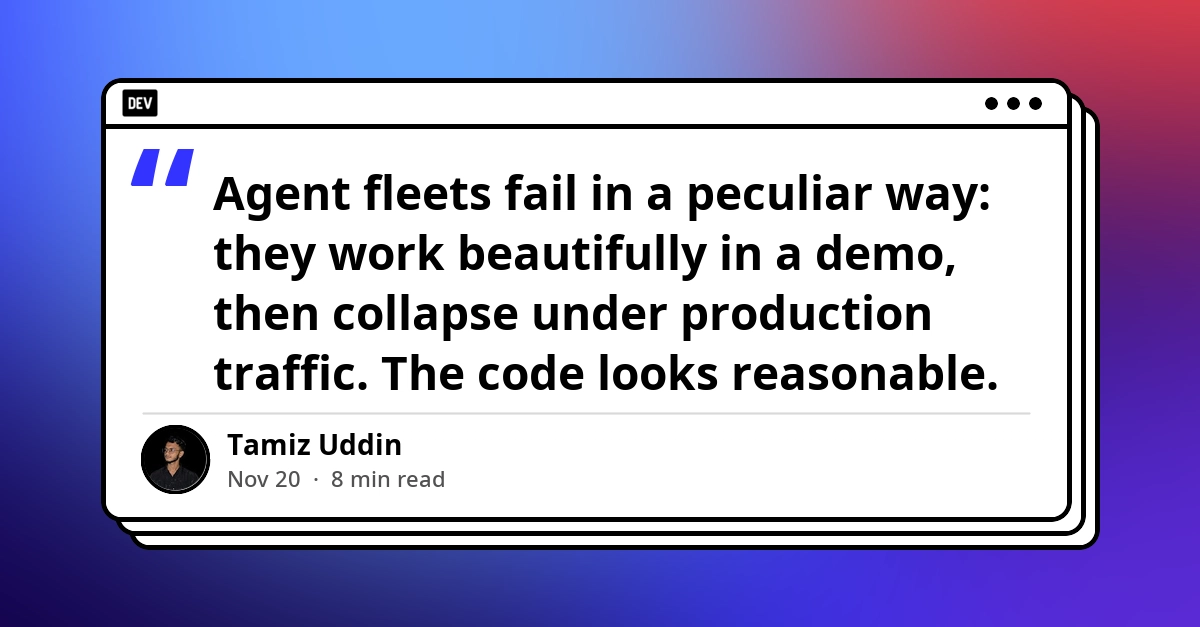 DEV
“ Agent fleets fail in a peculiar way:
they work beautifully in a demo,
then collapse under production
traffic. The code looks reasonable.
Tamiz Uddin
Nov 20 · 8 min read